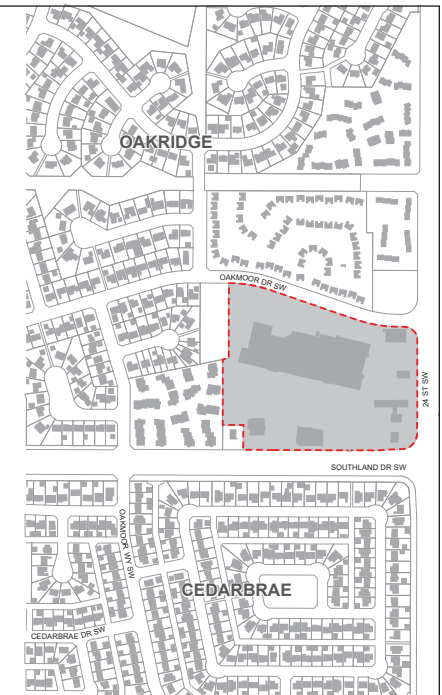 OAKRIDGE
OAKMOOR DR SW
24 ST SW
SOUTHLAND DR SW
OAKMOOR WY SW
CEDARBRAE
CEDARBRAE DR SW